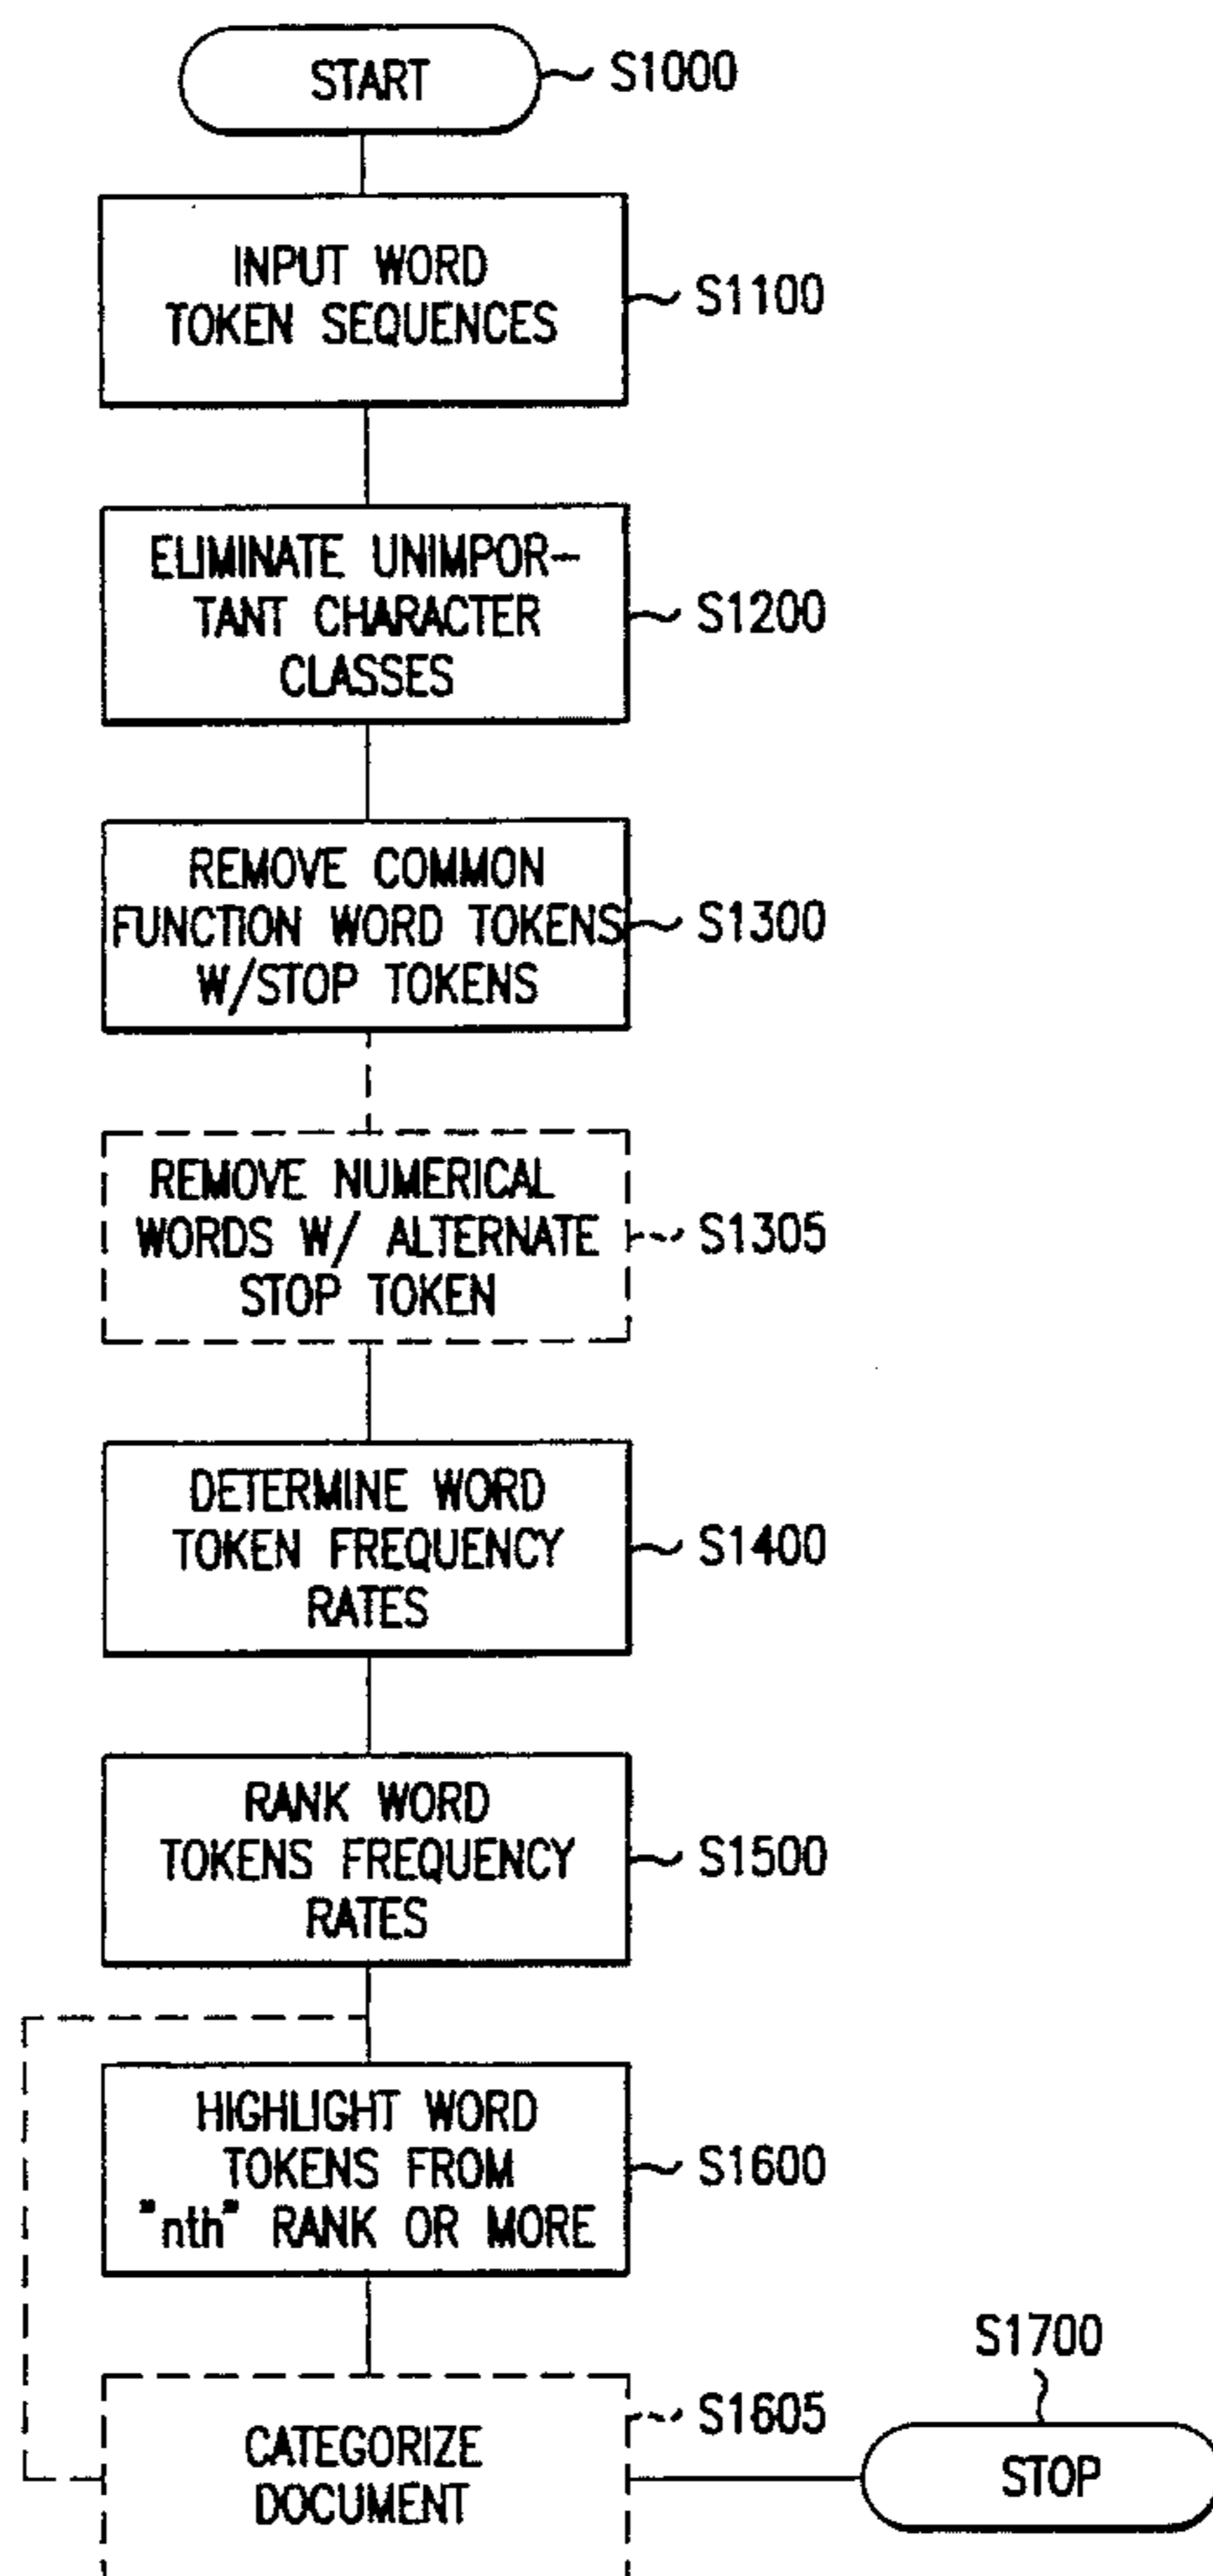 START
S1000
INPUT WORD
TOKEN SEQUENCES
S1100
ELIMINATE UNIMPOR-
TANT CHARACTER
CLASSES
S1200
REMOVE COMMON
FUNCTION WORD TOKENS
W/STOP TOKENS
S1300
REMOVE NUMERICAL
WORDS W/ ALTERNATE
STOP TOKEN
S1305
DETERMINE WORD
TOKEN FREQUENCY
RATES
S1400
RANK WORD
TOKENS FREQUENCY
RATES
S1500
HIGHLIGHT WORD
TOKENS FROM
"nth" RANK OR MORE
S1600
CATEGORIZE
DOCUMENT
S1605
S1700
STOP